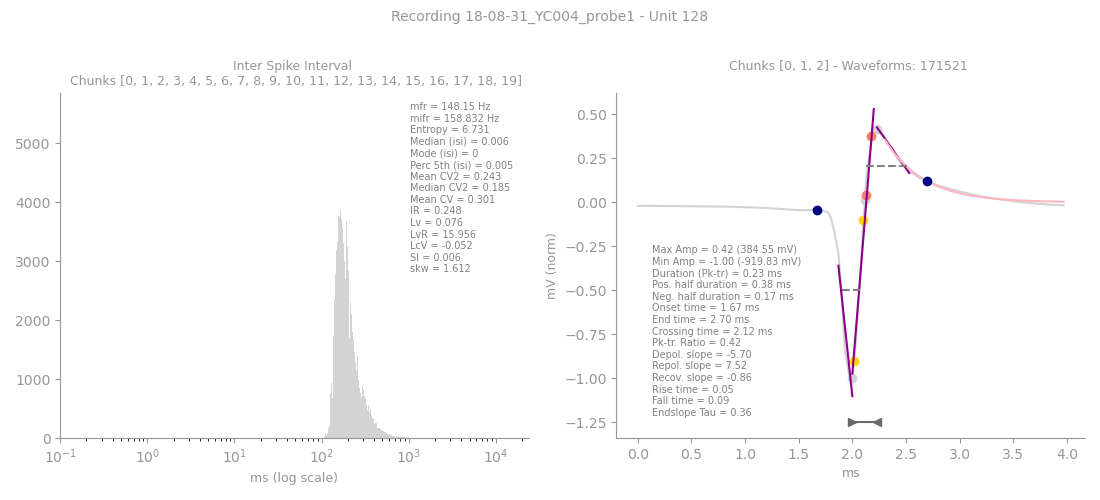 Recording 18-08-31_YC004_probe1 - Unit 128
Inter Spike Interval
Chunks [0, 1, 2, 3, 4, 5, 6, 7, 8, 9, 10, 11, 12, 13, 14, 15, 16, 17, 18, 19]
mfr = 148.15 Hz
mifr = 158.832 Hz
Entropy = 6.731
Median (isi) = 0.006
Mode (isi) = 0
Perc 5th (isi) = 0.005
Mean CV2 = 0.243
Median CV2 = 0.185
Mean CV = 0.301
IR = 0.248
Lv = 0.076
LvR = 15.956
LcV = -0.052
SI = 0.006
skw = 1.612
5000
4000
3000
2000
1000
0
10⁻¹ 10⁰ 10¹ 10² 10³ 10⁴
ms (log scale)
Chunks [0, 1, 2] - Waveforms: 171521
mV (norm)
0.50
0.25
0.00
−0.25
−0.50
−0.75
−1.00
−1.25
Max Amp = 0.42 (384.55 mV)
Min Amp = -1.00 (-919.83 mV)
Duration (Pk-tr) = 0.23 ms
Pos. half duration = 0.38 ms
Neg. half duration = 0.17 ms
Onset time = 1.67 ms
End time = 2.70 ms
Crossing time = 2.12 ms
Pk-tr. Ratio = 0.42
Depol. slope = -5.70
Repol. slope = 7.52
Recov. slope = -0.86
Rise time = 0.05
Fall time = 0.09
Endslope Tau = 0.36
0.0 0.5 1.0 1.5 2.0 2.5 3.0 3.5 4.0
ms